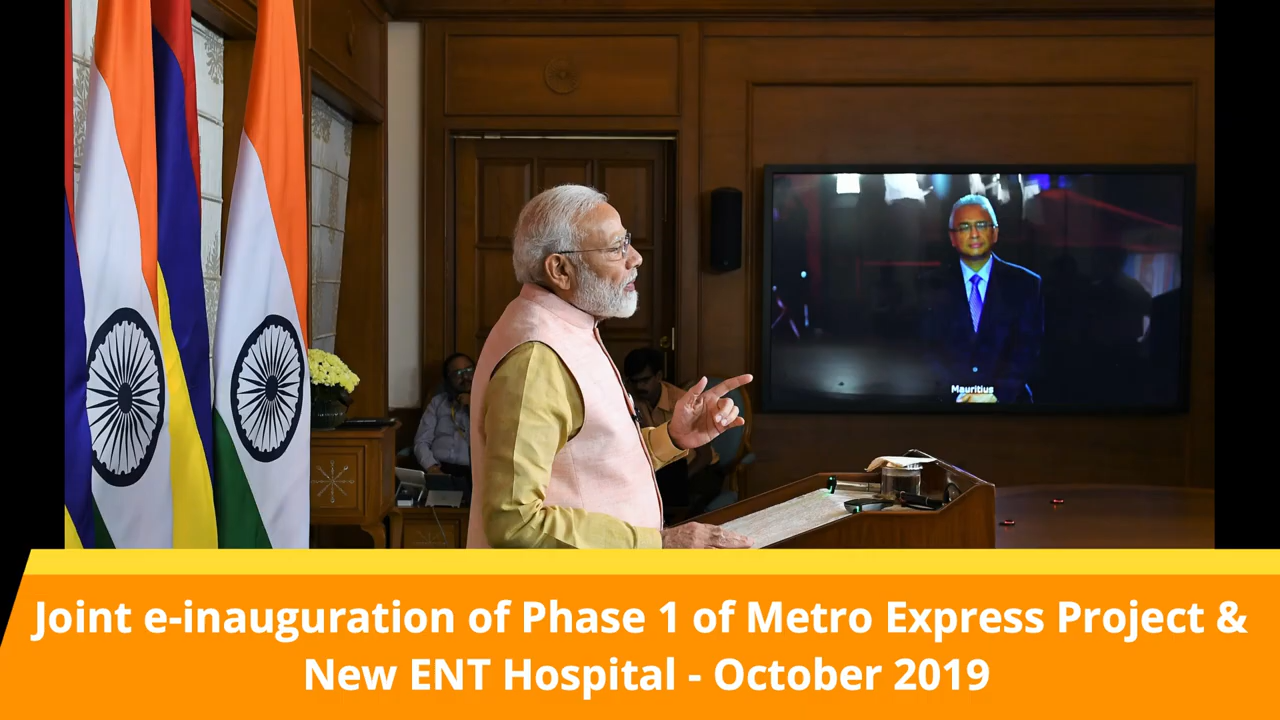 Mauritius
Joint e-inauguration of Phase 1 of Metro Express Project &
New ENT Hospital - October 2019